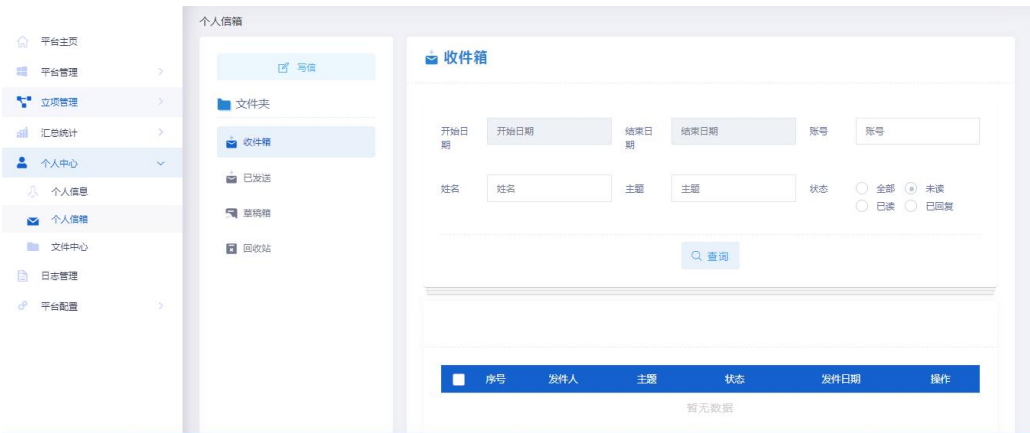 平台主页
平台管理
立项管理
汇总统计
个人中心
个人信息
个人信箱
文件中心
日志管理
平台配置
个人信箱
写信
文件夹
收件箱
已发送
草稿箱
回收站
收件箱
开始日期 开始日期 结束日期 结束日期 账号 账号
姓名 姓名 主题 主题 状态 全部 未读
已读 已回复
查询
序号 发件人 主题 状态 发件日期 操作
暂无数据